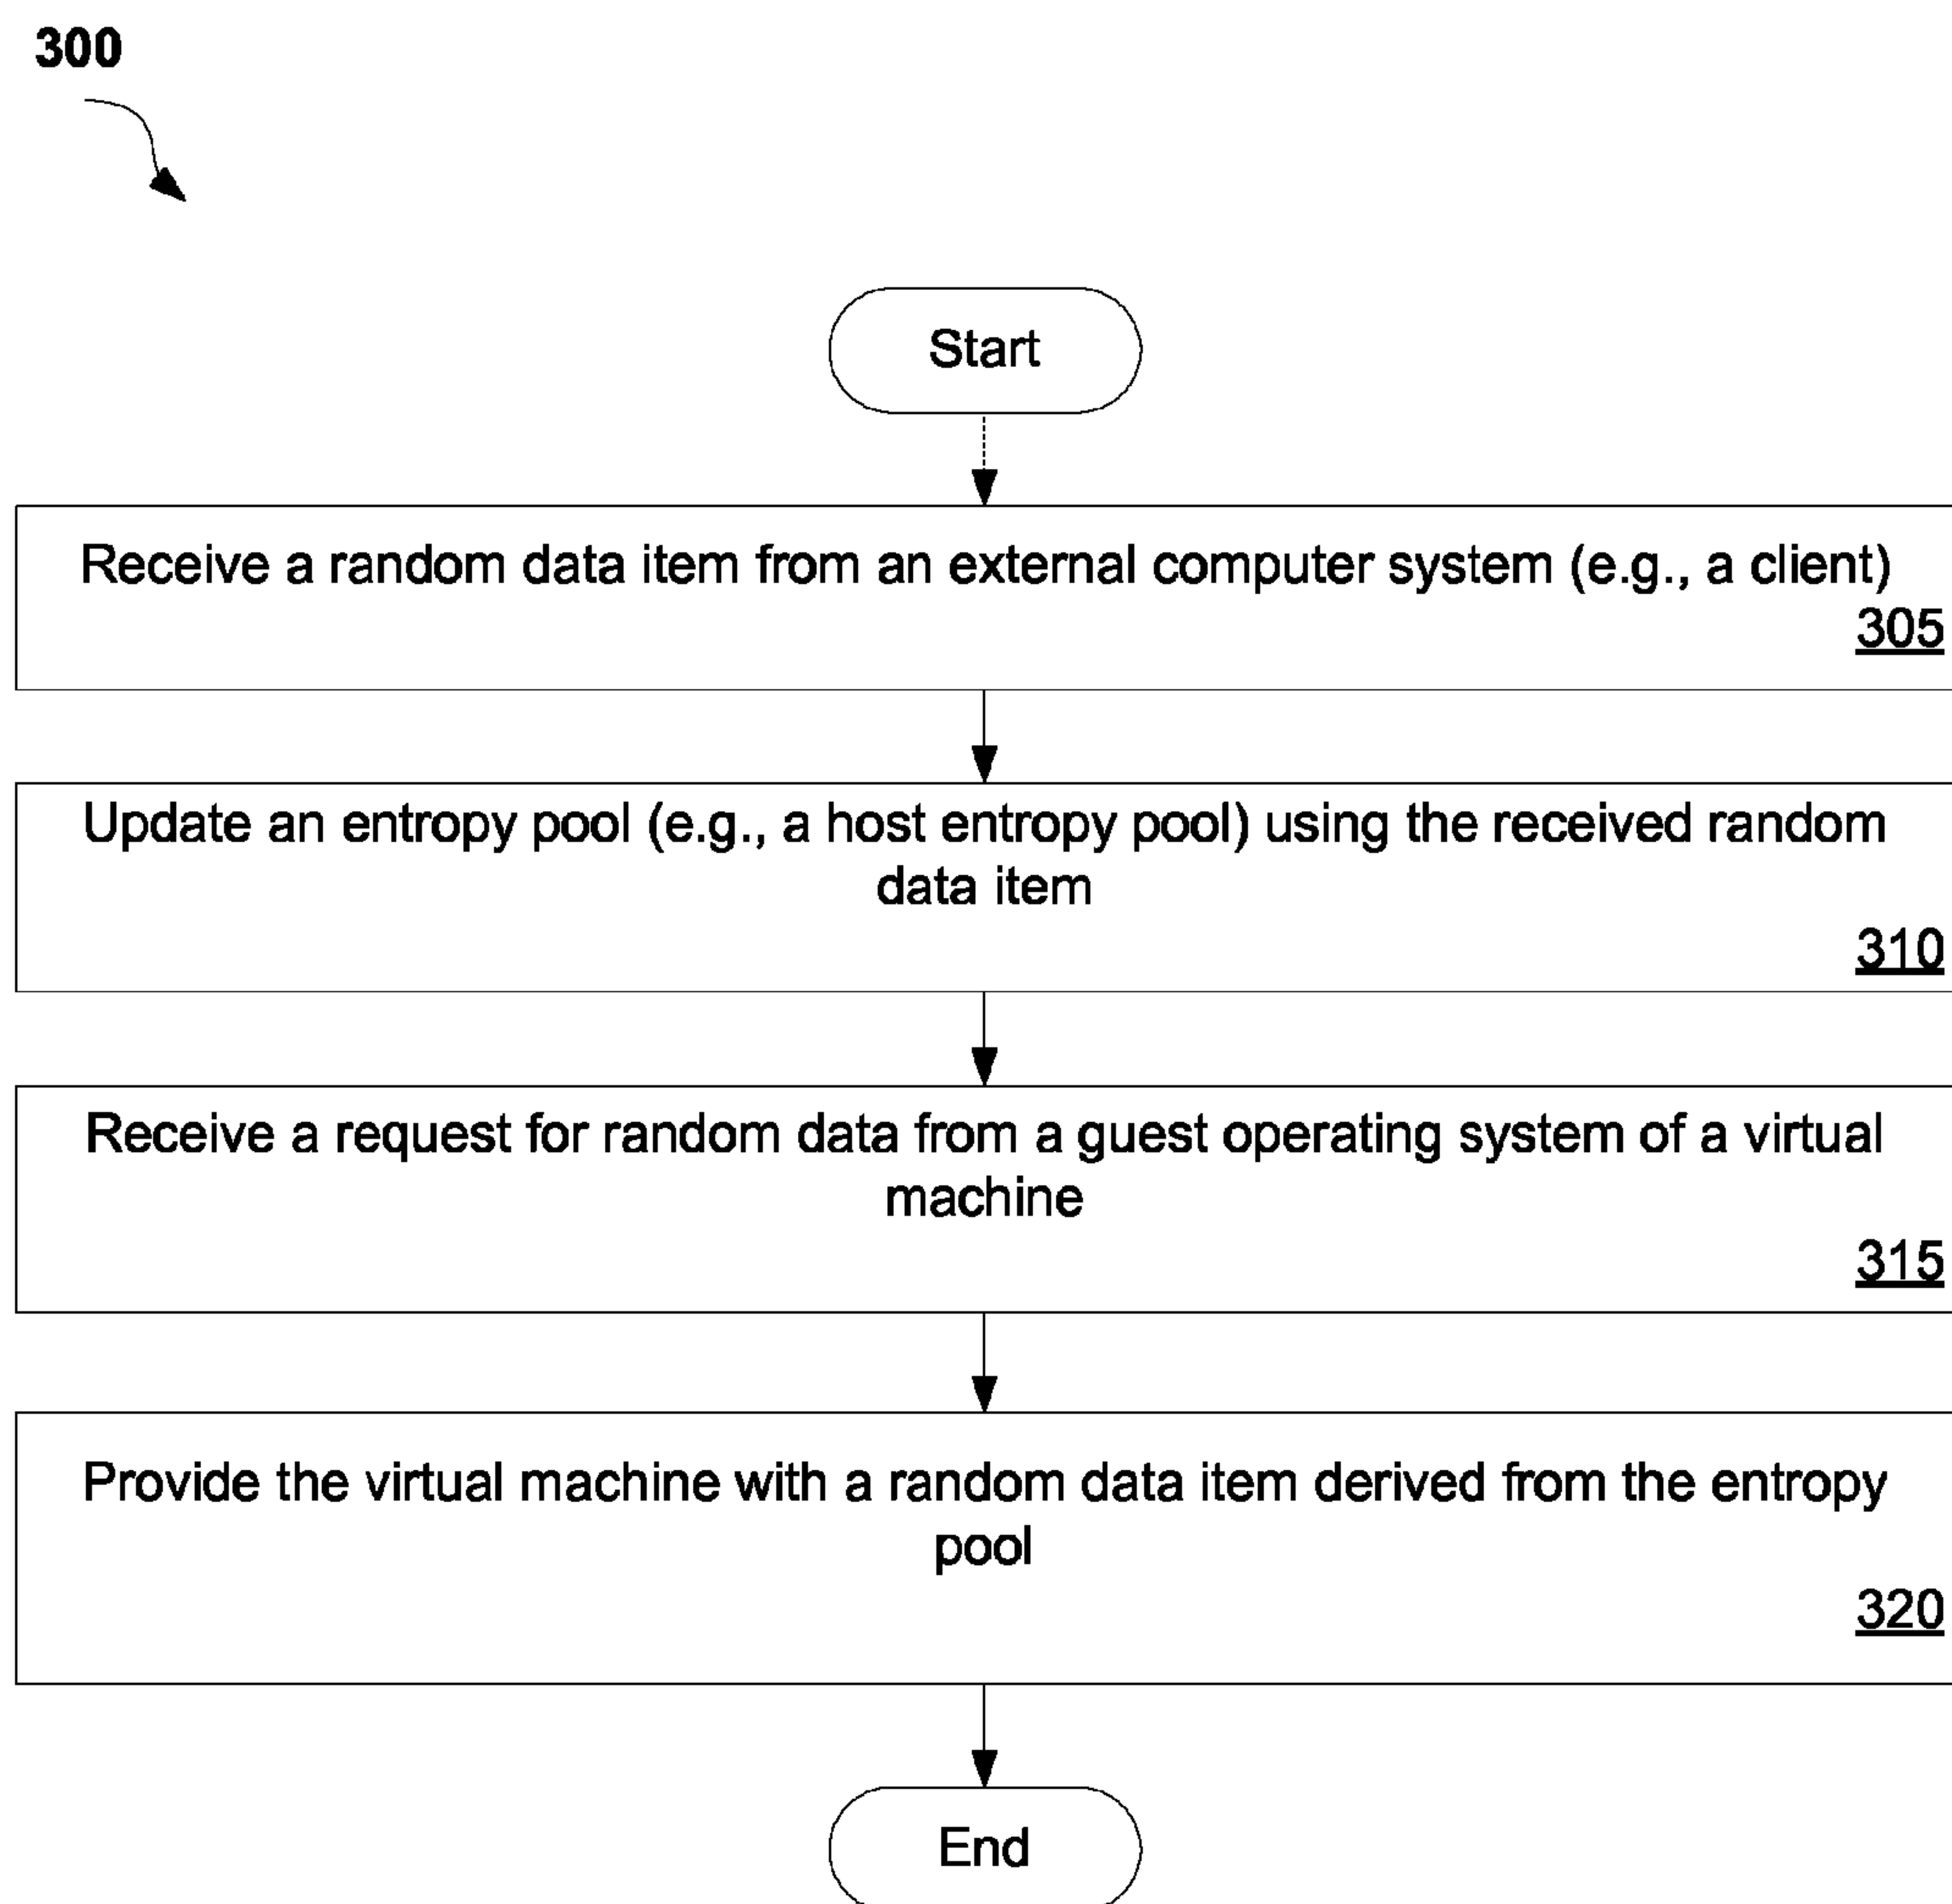 300
Start
Receive a random data item from an external computer system (e.g., a client)
305
Update an entropy pool (e.g., a host entropy pool) using the received random
data item
310
Receive a request for random data from a guest operating system of a virtual
machine
315
Provide the virtual machine with a random data item derived from the entropy
pool
320
End